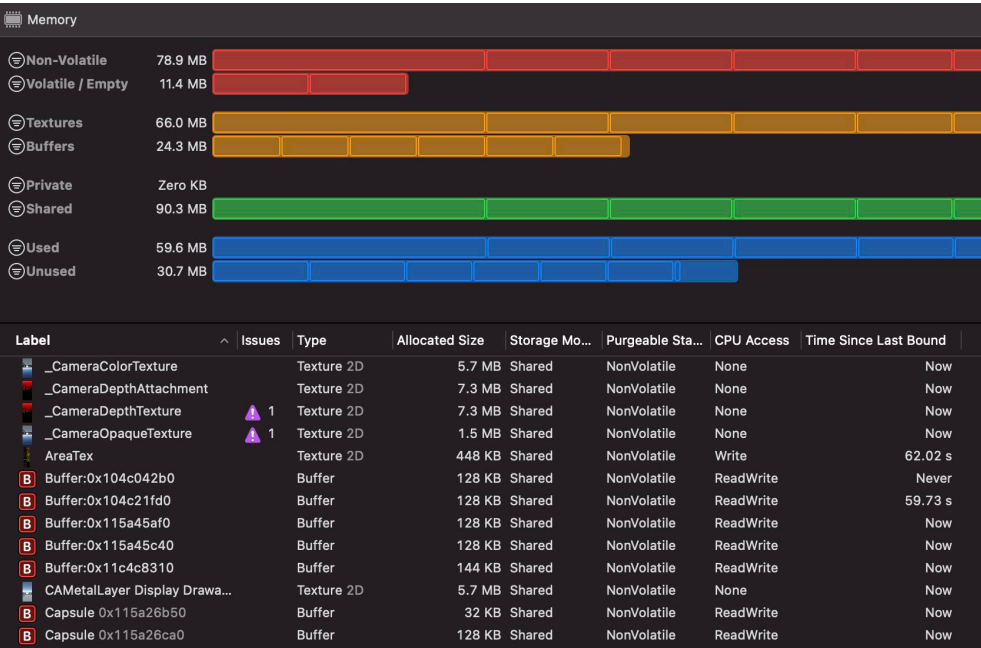 Memory
Non-Volatile 78.9 MB
Volatile / Empty 11.4 MB
Textures 66.0 MB
Buffers 24.3 MB
Private Zero KB
Shared 90.3 MB
Used 59.6 MB
Unused 30.7 MB
Label Issues Type Allocated Size Storage Mo... Purgeable Sta... CPU Access Time Since Last Bound
_CameraColorTexture Texture 2D 5.7 MB Shared NonVolatile None Now
_CameraDepthAttachment Texture 2D 7.3 MB Shared NonVolatile None Now
_CameraDepthTexture 1 Texture 2D 7.3 MB Shared NonVolatile None Now
_CameraOpaqueTexture 1 Texture 2D 1.5 MB Shared NonVolatile None Now
AreaTex Texture 2D 448 KB Shared NonVolatile Write 62.02 s
B Buffer:0x104c042b0 Buffer 128 KB Shared NonVolatile ReadWrite Never
B Buffer:0x104c21fd0 Buffer 128 KB Shared NonVolatile ReadWrite 59.73 s
B Buffer:0x115a45af0 Buffer 128 KB Shared NonVolatile ReadWrite Now
B Buffer:0x115a45c40 Buffer 128 KB Shared NonVolatile ReadWrite Now
B Buffer:0x11c4c8310 Buffer 144 KB Shared NonVolatile ReadWrite Now
CAMetalLayer Display Drawa... Texture 2D 5.7 MB Shared NonVolatile None Now
B Capsule 0x115a26b50 Buffer 32 KB Shared NonVolatile ReadWrite Now
B Capsule 0x115a26ca0 Buffer 128 KB Shared NonVolatile ReadWrite Now